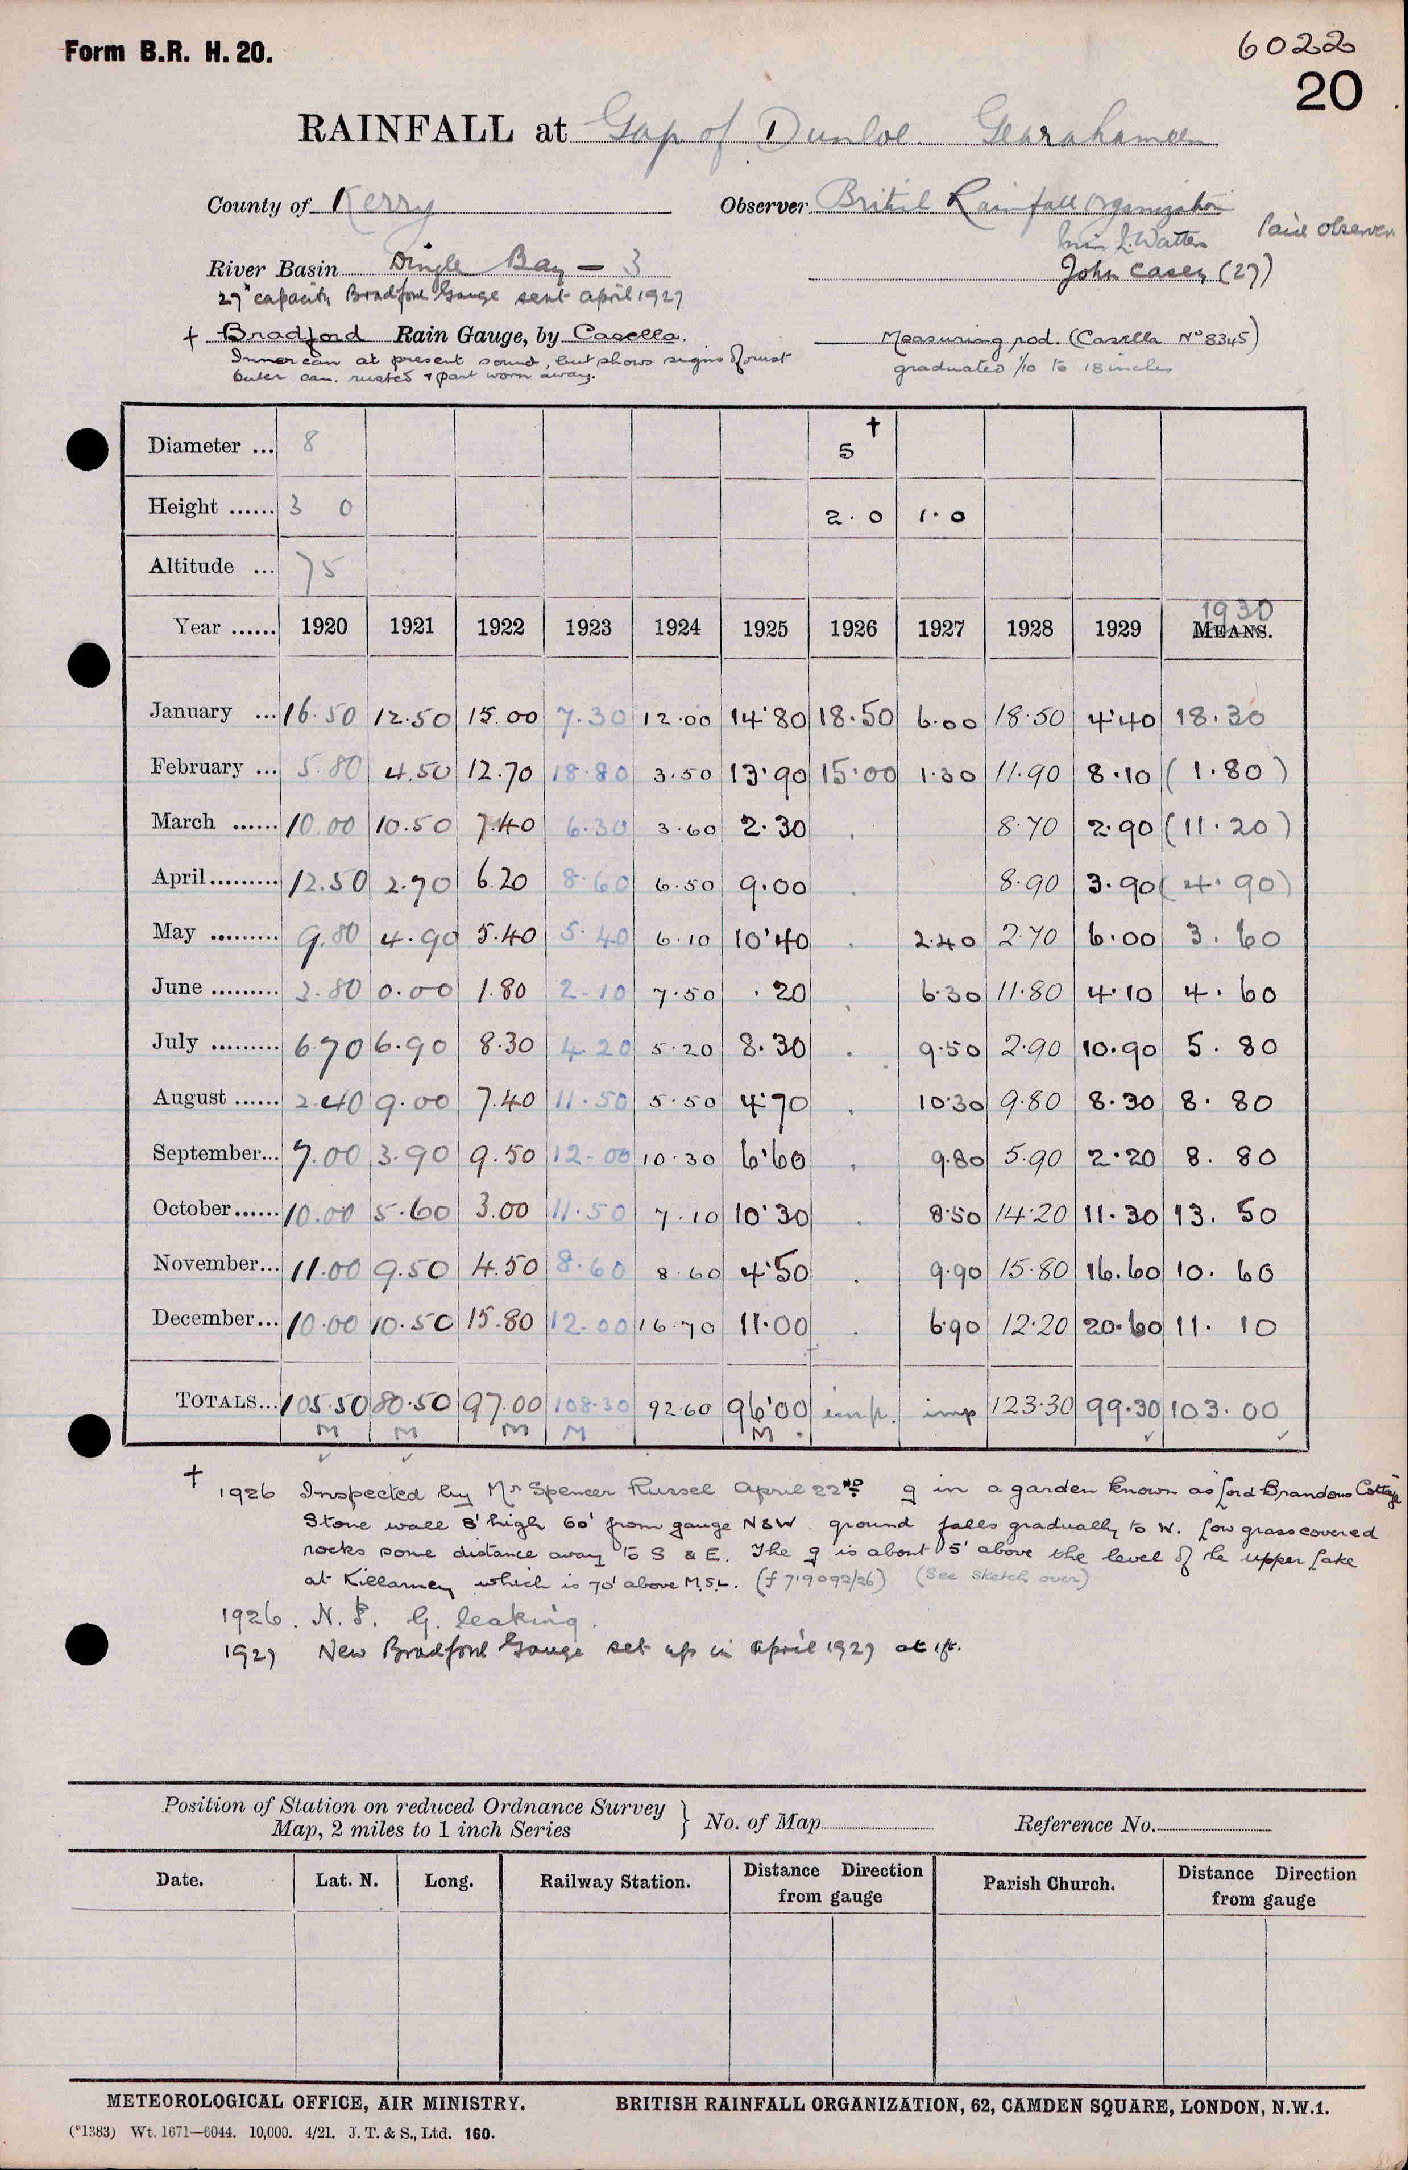 Form B.R. H. 20.
6022
20
RAINFALL at Gap of Dunloe. Gearahameen
County of Kerry Observer British Rainfall Organization
Paid observer
River Basin Dingle Bay — 3 John Casey (27)
27" capacity Bradford Gauge sent April 1927
† Bradford Rain Gauge, by Casella. Measuring rod. (Casella No 8345)
Inner can at present sound, but shows signs of rust graduated 1/10 to 18 inches
Outer can. rusted & part worn away.
Diameter ... 8 5 †
Height ...... 3 0 2.0 1.0
Altitude ... 75
Year ...... 1920 1921 1922 1923 1924 1925 1926 1927 1928 1929 1930 MEANS.
January ... 16.50 12.50 15.00 7.30 12.00 14.80 18.50 6.00 18.50 4.40 18.30
February ... 5.80 4.50 12.70 18.80 3.50 13.90 15.00 1.30 11.90 8.10 (1.80)
March ...... 10.00 10.50 7.40 6.30 3.60 2.30 . 8.70 2.90 (11.20)
April ......... 12.50 2.70 6.20 8.60 6.50 9.00 . 8.90 3.90 (4.90)
May ......... 9.80 4.90 5.40 5.40 6.10 10.40 . 2.40 2.70 6.00 3.60
June ......... 3.80 0.00 1.80 2.10 7.50 .20 . 6.30 11.80 4.10 4.60
July ......... 6.70 6.90 8.30 4.20 5.20 8.30 . 9.50 2.90 10.90 5.80
August ...... 2.40 9.00 7.40 11.50 5.50 4.70 . 10.30 9.80 8.30 8.80
September... 7.00 3.90 9.50 12.00 10.30 6.60 . 9.80 5.90 2.20 8.80
October...... 10.00 5.60 3.00 11.50 7.10 10.30 . 8.50 14.20 11.30 13.50
November... 11.00 9.50 4.50 8.60 8.60 4.50 . 9.90 15.80 16.60 10.60
December... 10.00 10.50 15.80 12.00 16.70 11.00 . 6.90 12.20 20.60 11.10
TOTALS... 105.50 80.50 97.00 108.30 92.60 96.00 imp. imp 123.30 99.30 103.00
M M M M M
† 1926 Inspected by Mr Spencer Russel April 22nd g in a garden known as Lord Brandons Cottage
Stone wall 8' high 60' from gauge N & W. ground falls gradually to W. Low grass covered
rocks some distance away to S & E. The g is about 5' above the level of the upper Lake
at Killarney which is 70' above M.S.L. (f 719092/26) (See sketch over)
1926. N.P. G. leaking.
1927 New Bradford Gauge set up in April 1927 at 1ft.
Position of Station on reduced Ordnance Survey
Map, 2 miles to 1 inch Series } No. of Map Reference No.
Date. Lat. N. Long. Railway Station. Distance Direction from gauge Parish Church. Distance Direction from gauge
METEOROLOGICAL OFFICE, AIR MINISTRY. BRITISH RAINFALL ORGANIZATION, 62, CAMDEN SQUARE, LONDON, N.W.1.
(*1383) Wt. 1671—6044. 10,000. 4/21. J. T. & S., Ltd. 160.